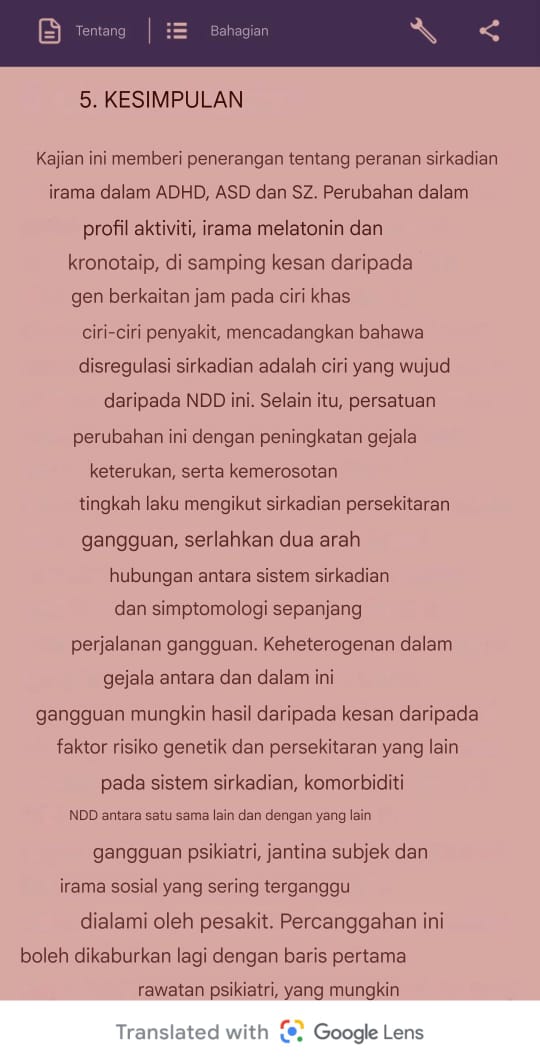 Tentang
Bahagian
5. KESIMPULAN
Kajian ini memberi penerangan tentang peranan sirkadian
irama dalam ADHD, ASD dan SZ. Perubahan dalam
profil aktiviti, irama melatonin dan
kronotaip, di samping kesan daripada
gen berkaitan jam pada ciri khas
ciri-ciri penyakit, mencadangkan bahawa
disregulasi sirkadian adalah ciri yang wujud
daripada NDD ini. Selain itu, persatuan
perubahan ini dengan peningkatan gejala
keterukan, serta kemerosotan
tingkah laku mengikut sirkadian persekitaran
gangguan, serlahkan dua arah
hubungan antara sistem sirkadian
dan simptomologi sepanjang
perjalanan gangguan. Keheterogenan dalam
gejala antara dan dalam ini
gangguan mungkin hasil daripada kesan daripada
faktor risiko genetik dan persekitaran yang lain
pada sistem sirkadian, komorbiditi
NDD antara satu sama lain dan dengan yang lain
gangguan psikiatri, jantina subjek dan
irama sosial yang sering terganggu
dialami oleh pesakit. Percanggahan ini
boleh dikaburkan lagi dengan baris pertama
rawatan psikiatri, yang mungkin
Translated with Google Lens